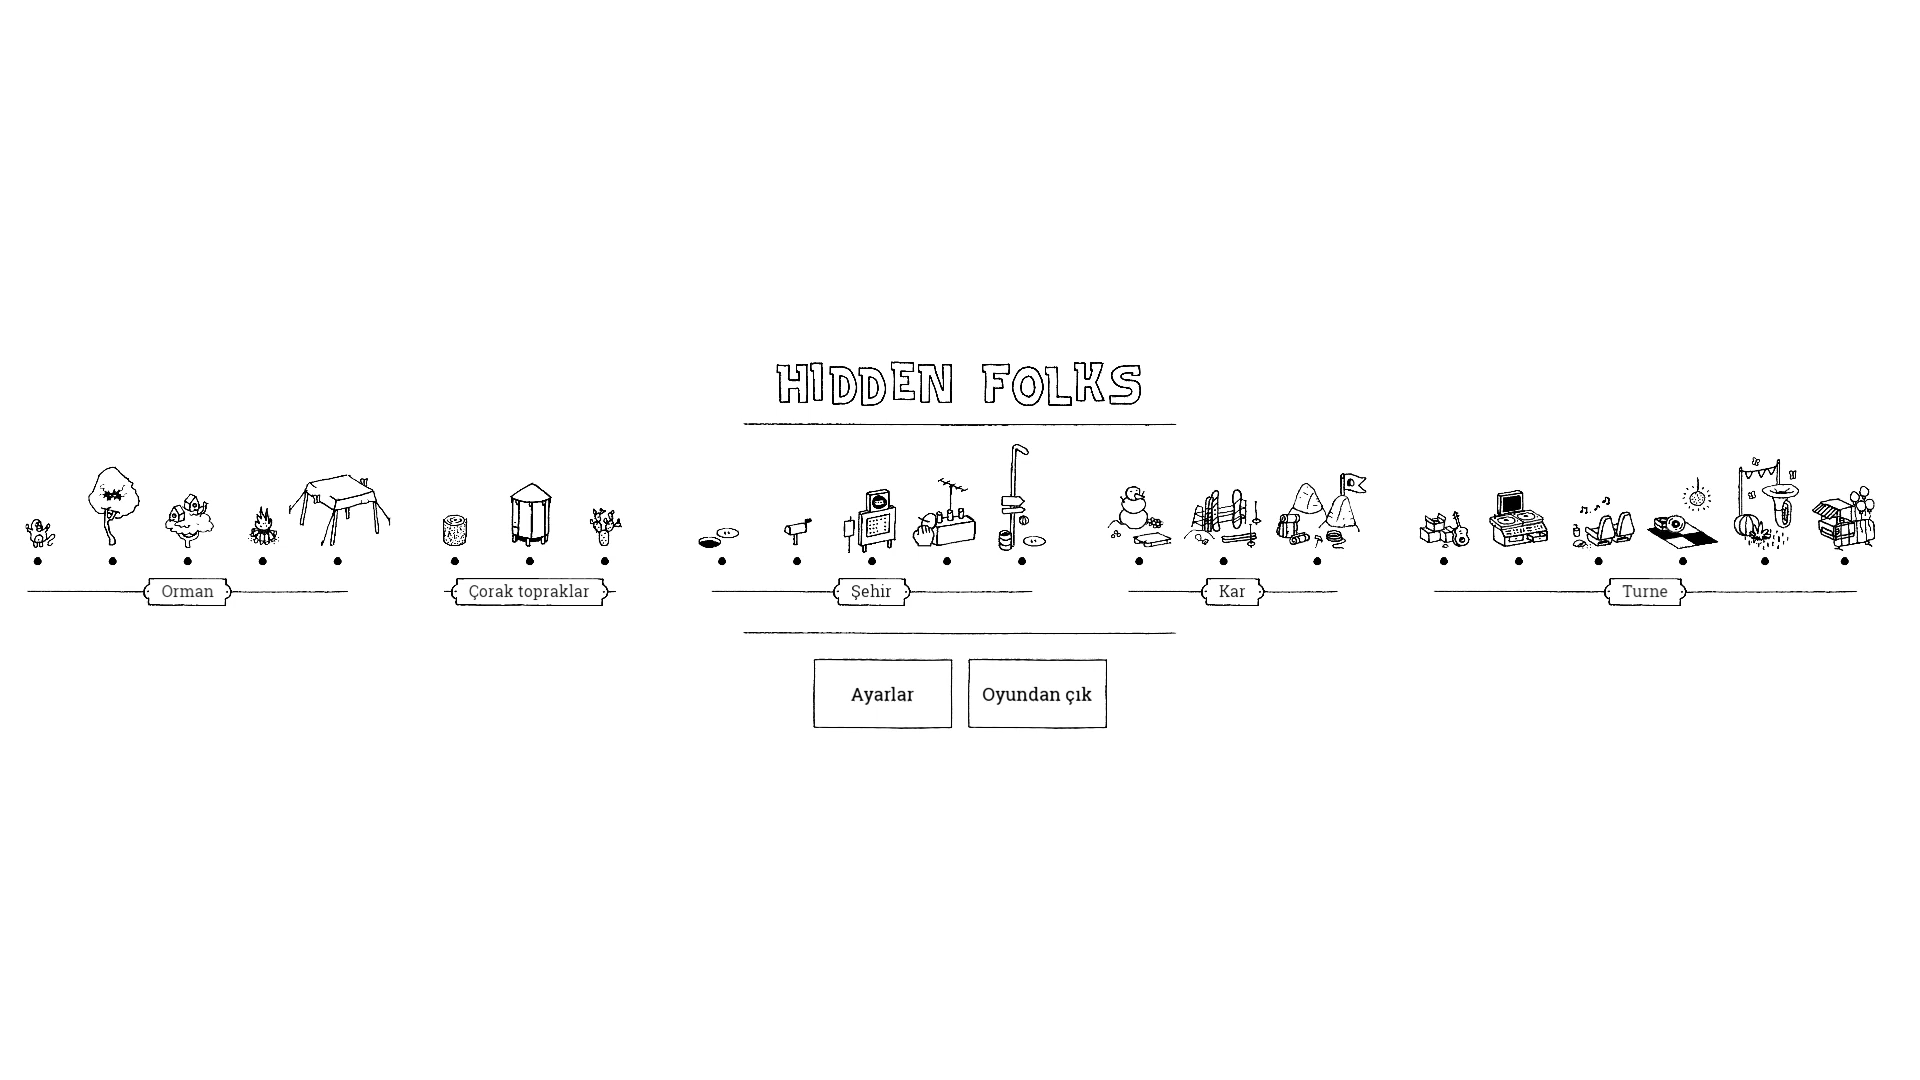 HIDDEN FOLKS
Orman
Çorak topraklar
Şehir
Kar
Turne
Ayarlar
Oyundan çık